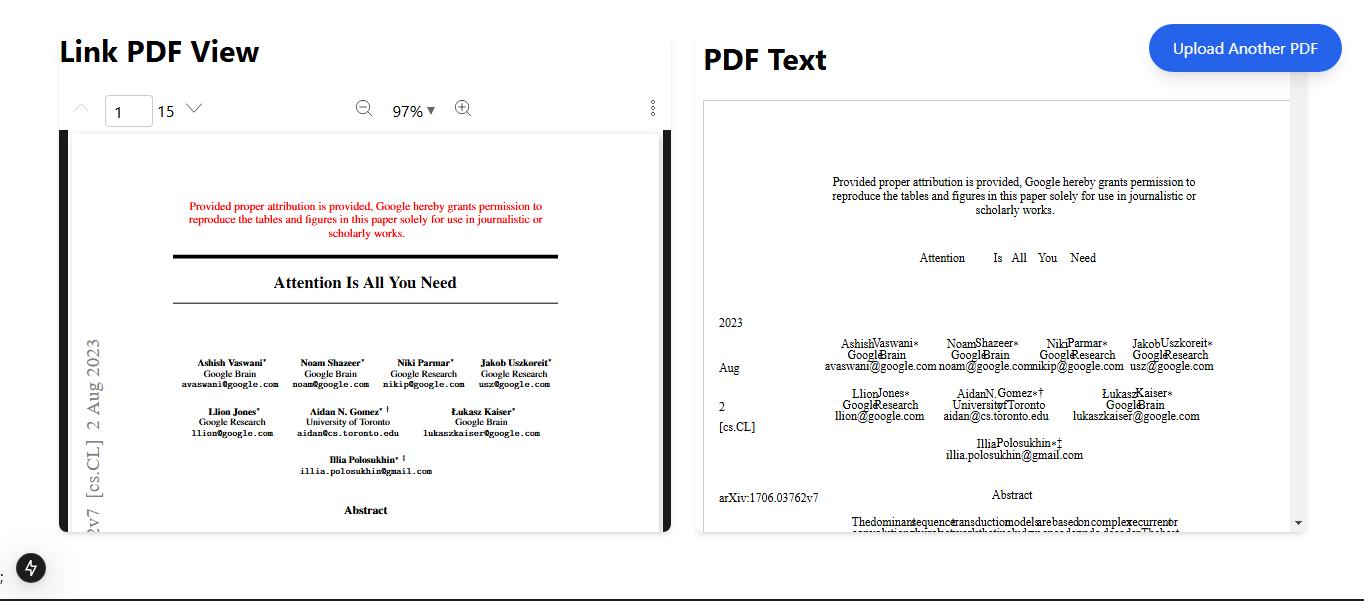 Link PDF View
1 15
97%
Provided proper attribution is provided, Google hereby grants permission to
reproduce the tables and figures in this paper solely for use in journalistic or
scholarly works.
Attention Is All You Need
Ashish Vaswani* Noam Shazeer* Niki Parmar* Jakob Uszkoreit*
Google Brain Google Brain Google Research Google Research
avaswani@google.com noam@google.com nikip@google.com usz@google.com
Llion Jones* Aidan N. Gomez* † Łukasz Kaiser*
Google Research University of Toronto Google Brain
llion@google.com aidan@cs.toronto.edu lukaszkaiser@google.com
Illia Polosukhin* ‡
illia.polosukhin@gmail.com
Abstract
2v7 [cs.CL] 2 Aug 2023
PDF Text
Upload Another PDF
Provided proper attribution is provided, Google hereby grants permission to
reproduce the tables and figures in this paper solely for use in journalistic or
scholarly works.
Attention Is All You Need
2023
AshishVaswani∗ NoamShazeer∗ NikiParmar∗ JakobUszkoreit∗
GoogleBrain GoogleBrain GoogleResearch GoogleResearch
avaswani@google.com noam@google.com nikip@google.com usz@google.com
Aug
LlionJones∗ AidanN.Gomez∗† ŁukaszKaiser∗
GoogleResearch UniversityofToronto GoogleBrain
llion@google.com aidan@cs.toronto.edu lukaszkaiser@google.com
2
[cs.CL]
IlliaPolosukhin∗‡
illia.polosukhin@gmail.com
Abstract
arXiv:1706.03762v7
Thedominantsequencetransductionmodelsarebasedoncomplexrecurrentor
;